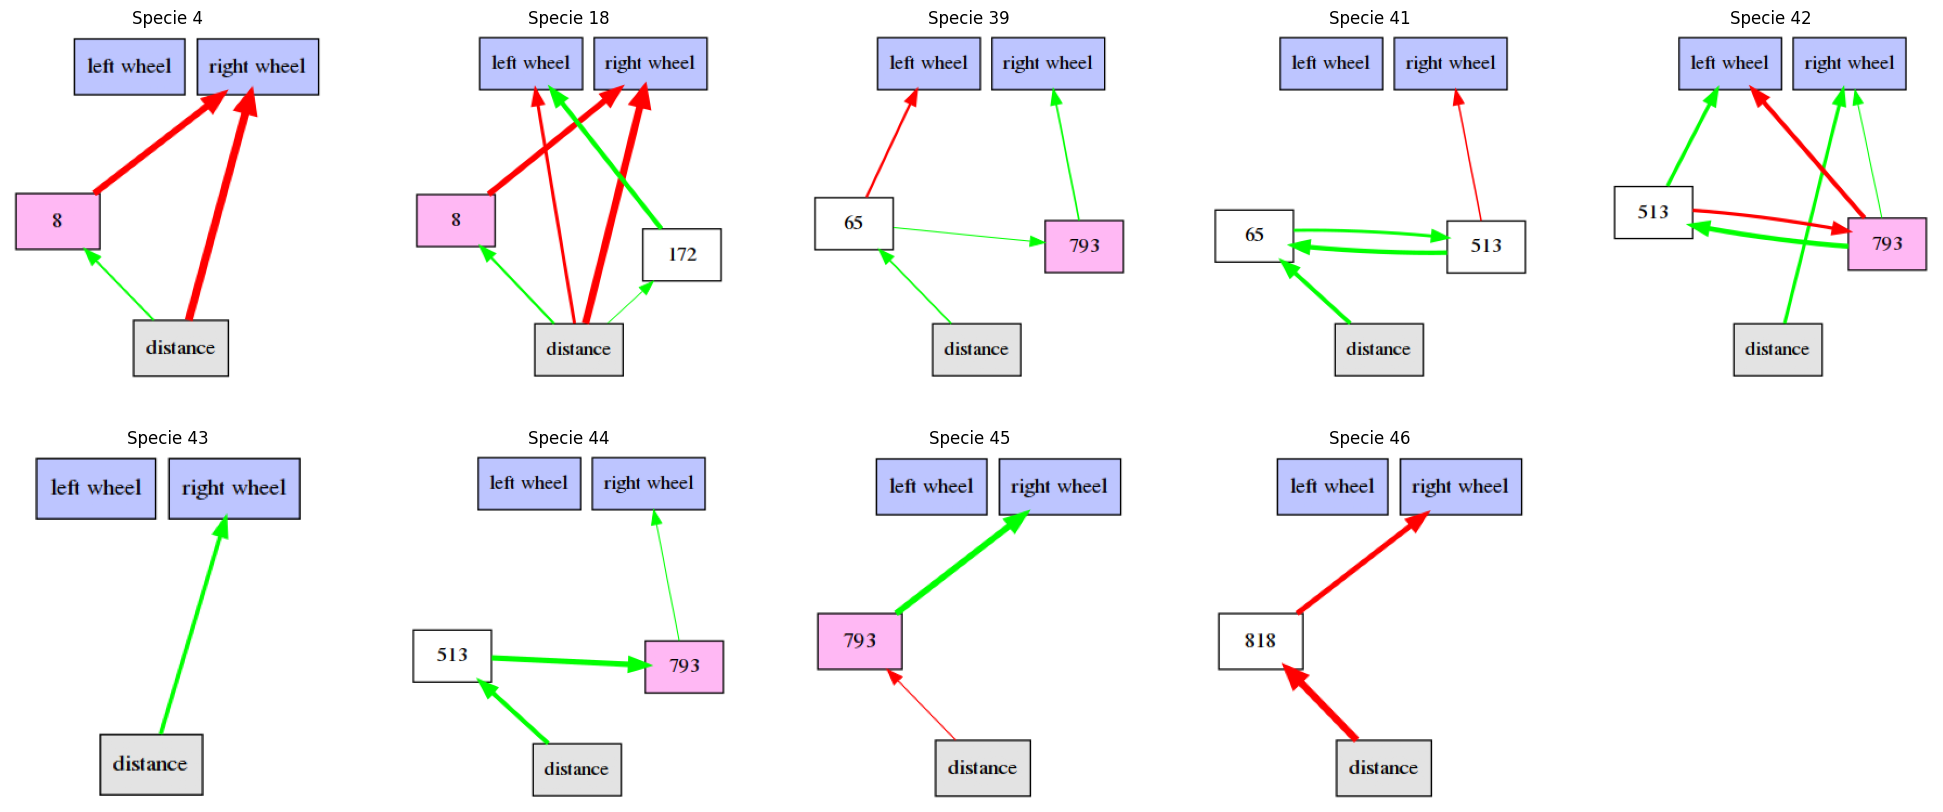 Specie 4
left wheel
right wheel
8
distance
Specie 18
left wheel
right wheel
8
172
distance
Specie 39
left wheel
right wheel
65
793
distance
Specie 41
left wheel
right wheel
65
513
distance
Specie 42
left wheel
right wheel
513
793
distance
Specie 43
left wheel
right wheel
distance
Specie 44
left wheel
right wheel
513
793
distance
Specie 45
left wheel
right wheel
793
distance
Specie 46
left wheel
right wheel
818
distance